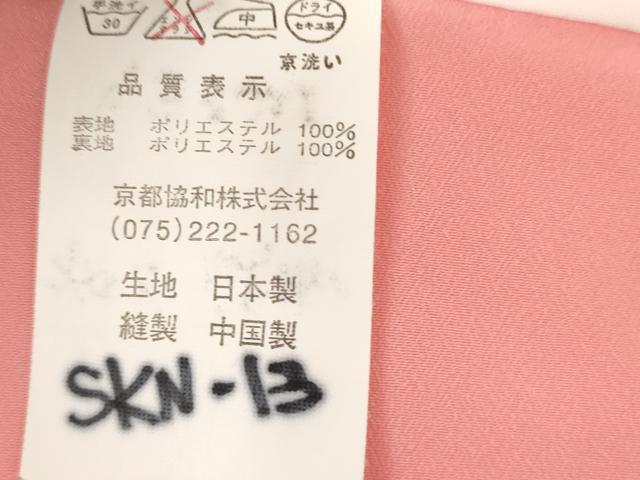 手洗イ
30
中
ドライ
セキユ系
京洗い
品質表示
表地 ポリエステル 100%
裏地 ポリエステル 100%
京都協和株式会社
(075)222-1162
生地 日本製
縫製 中国製
SKN-13